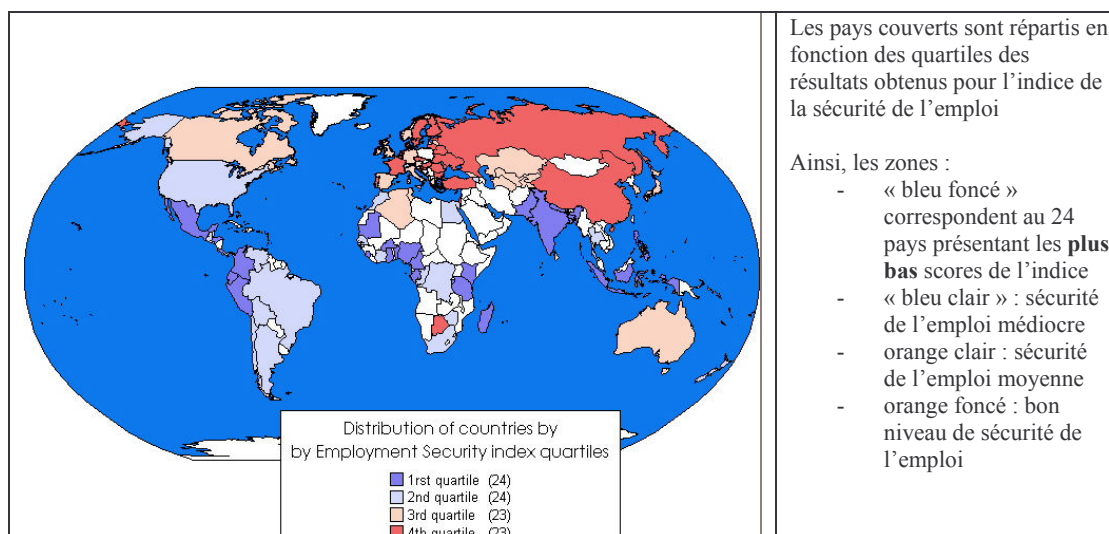 Les pays couverts sont répartis en
fonction des quartiles des
résultats obtenus pour l'indice de
la sécurité de l'emploi
Ainsi, les zones :
- « bleu foncé »
correspondent au 24
pays présentant les plus
bas scores de l'indice
- « bleu clair » : sécurité
de l'emploi médiocre
- orange clair : sécurité
de l'emploi moyenne
- orange foncé : bon
niveau de sécurité de
l'emploi
Distribution of countries by
by Employment Security index quartiles
1rst quartile (24)
2nd quartile (24)
3rd quartile (23)
4th quartile (23)